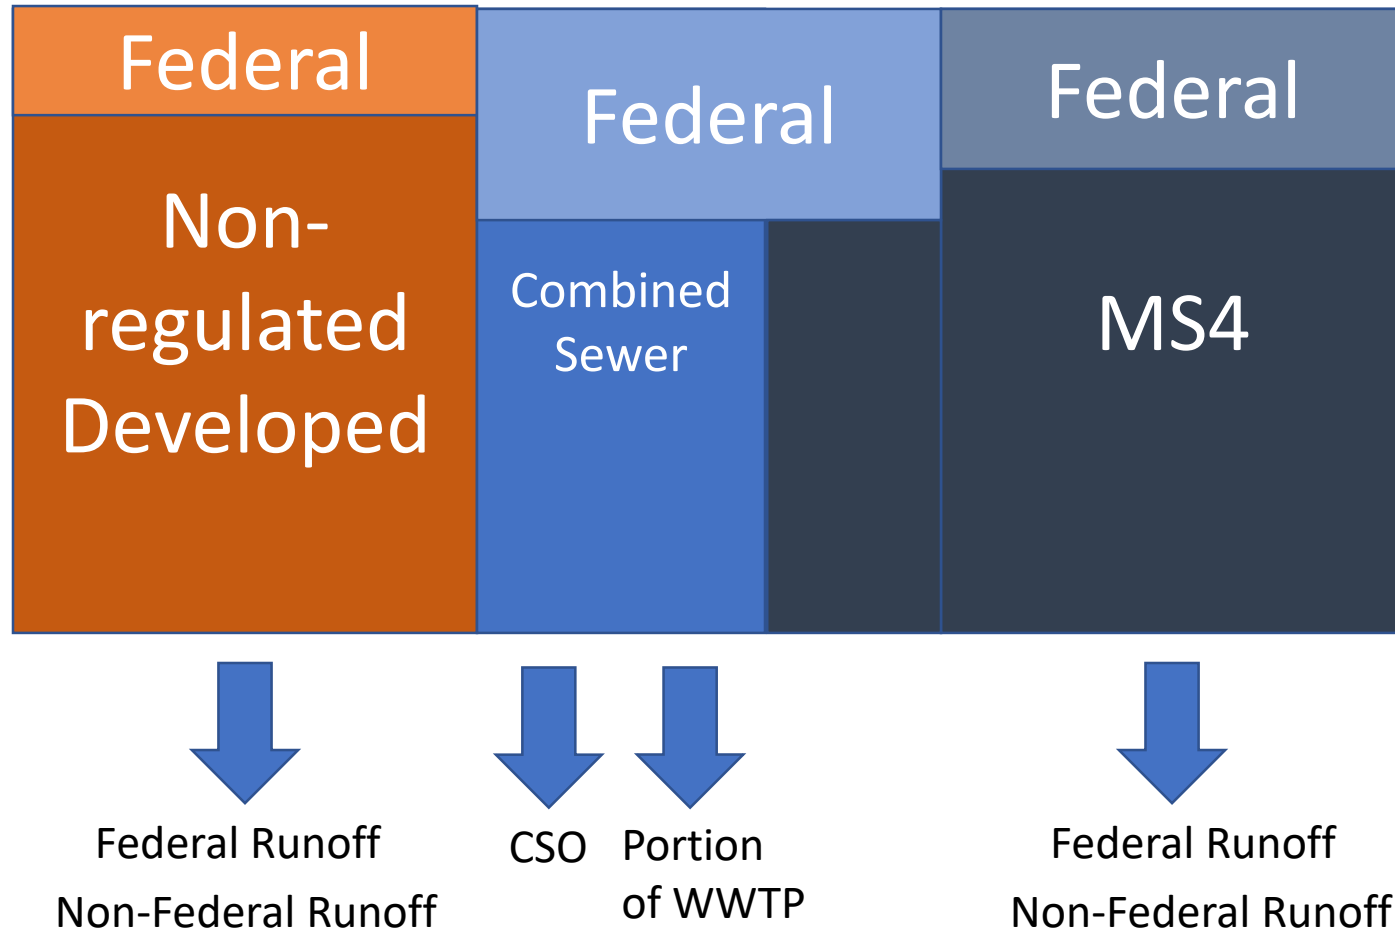 Federal
Non-
regulated
Developed
Federal
Combined
Sewer
Federal
MS4
Federal Runoff
Non-Federal Runoff
CSO
Portion
of WWTP
Federal Runoff
Non-Federal Runoff